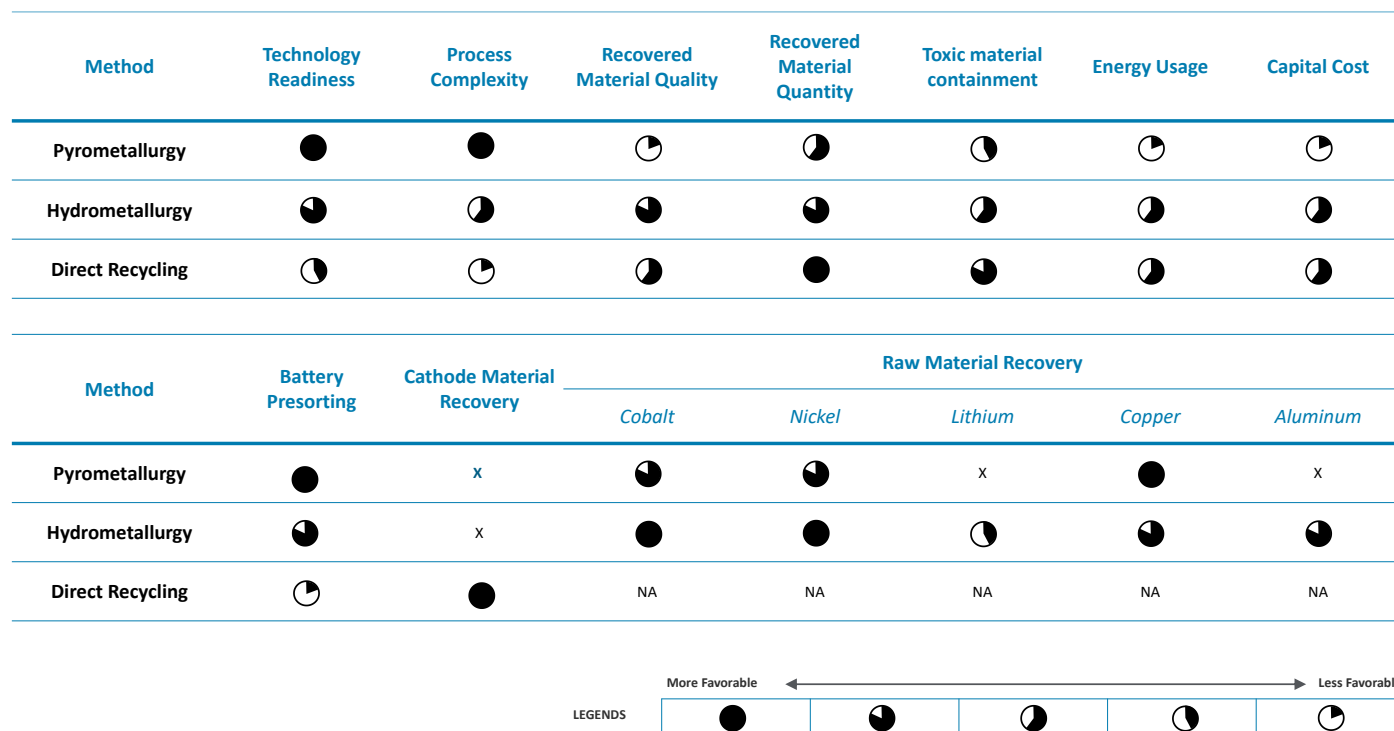 Method Technology Readiness Process Complexity Recovered Material Quality Recovered Material Quantity Toxic material containment Energy Usage Capital Cost
Pyrometallurgy
Hydrometallurgy
Direct Recycling
Method Battery Presorting Cathode Material Recovery Raw Material Recovery
Cobalt Nickel Lithium Copper Aluminum
Pyrometallurgy X X X
Hydrometallurgy X
Direct Recycling NA NA NA NA NA
More Favorable Less Favorabl
LEGENDS